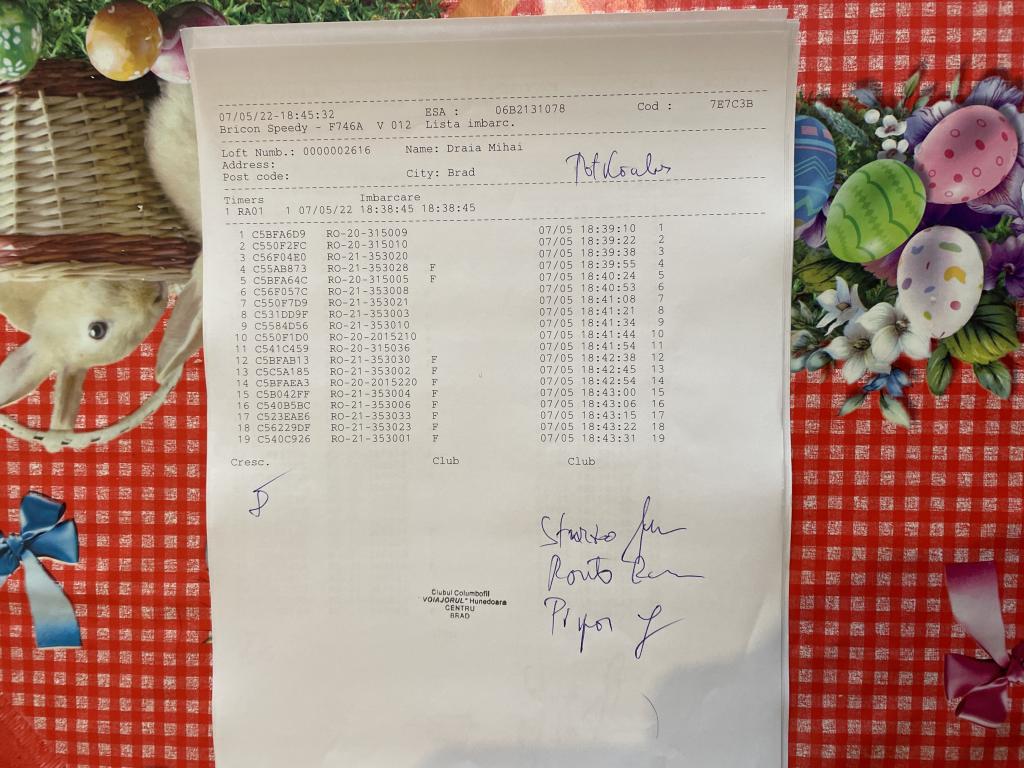 07/05/22-18:45:32 ESA : 06B2131078 Cod : 7E7C3B
Bricon Speedy - F746A V 012 Lista imbarc.
Loft Numb.: 0000002616 Name: Draia Mihai
Address:
Post code: City: Brad
Timers Imbarcare
1 RA01 1 07/05/22 18:38:45 18:38:45
1 C5BFA6D9 RO-20-315009 07/05 18:39:10 1
2 C550F2FC RO-20-315010 07/05 18:39:22 2
3 C56F04E0 RO-21-353020 07/05 18:39:38 3
4 C55AB873 RO-21-353028 F 07/05 18:39:55 4
5 C5BFA64C RO-20-315005 F 07/05 18:40:24 5
6 C56F057C RO-21-353008 07/05 18:40:53 6
7 C550F7D9 RO-21-353021 07/05 18:41:08 7
8 C531DD9F RO-21-353003 07/05 18:41:21 8
9 C5584D56 RO-21-353010 07/05 18:41:34 9
10 C550F1D0 RO-20-2015210 07/05 18:41:44 10
11 C541C459 RO-20-315036 07/05 18:41:54 11
12 C5BFAB13 RO-21-353030 F 07/05 18:42:38 12
13 C5C5A185 RO-21-353002 F 07/05 18:42:45 13
14 C5BFAEA3 RO-20-2015220 F 07/05 18:42:54 14
15 C5B042FF RO-21-353004 F 07/05 18:43:00 15
16 C540B5BC RO-21-353006 F 07/05 18:43:06 16
17 C523EAE6 RO-21-353033 F 07/05 18:43:15 17
18 C56229DF RO-21-353023 F 07/05 18:43:22 18
19 C540C926 RO-21-353001 F 07/05 18:43:31 19
Cresc. Club Club
Clubul Columbofil
"VOIAJORUL" Hunedoara
CENTRU
BRAD